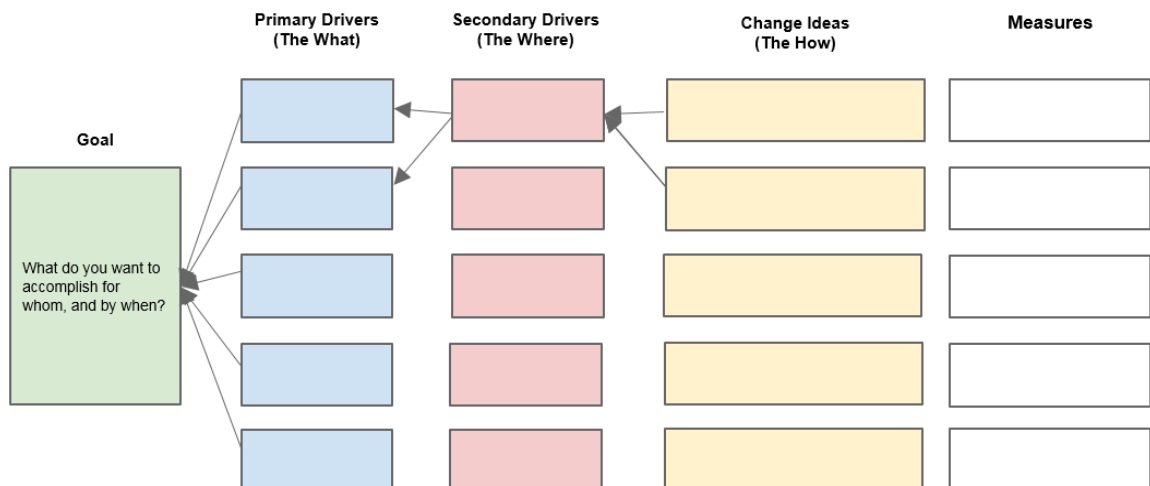 Primary Drivers
(The What)
Secondary Drivers
(The Where)
Change Ideas
(The How)
Measures
Goal
What do you want to
accomplish for
whom, and by when?